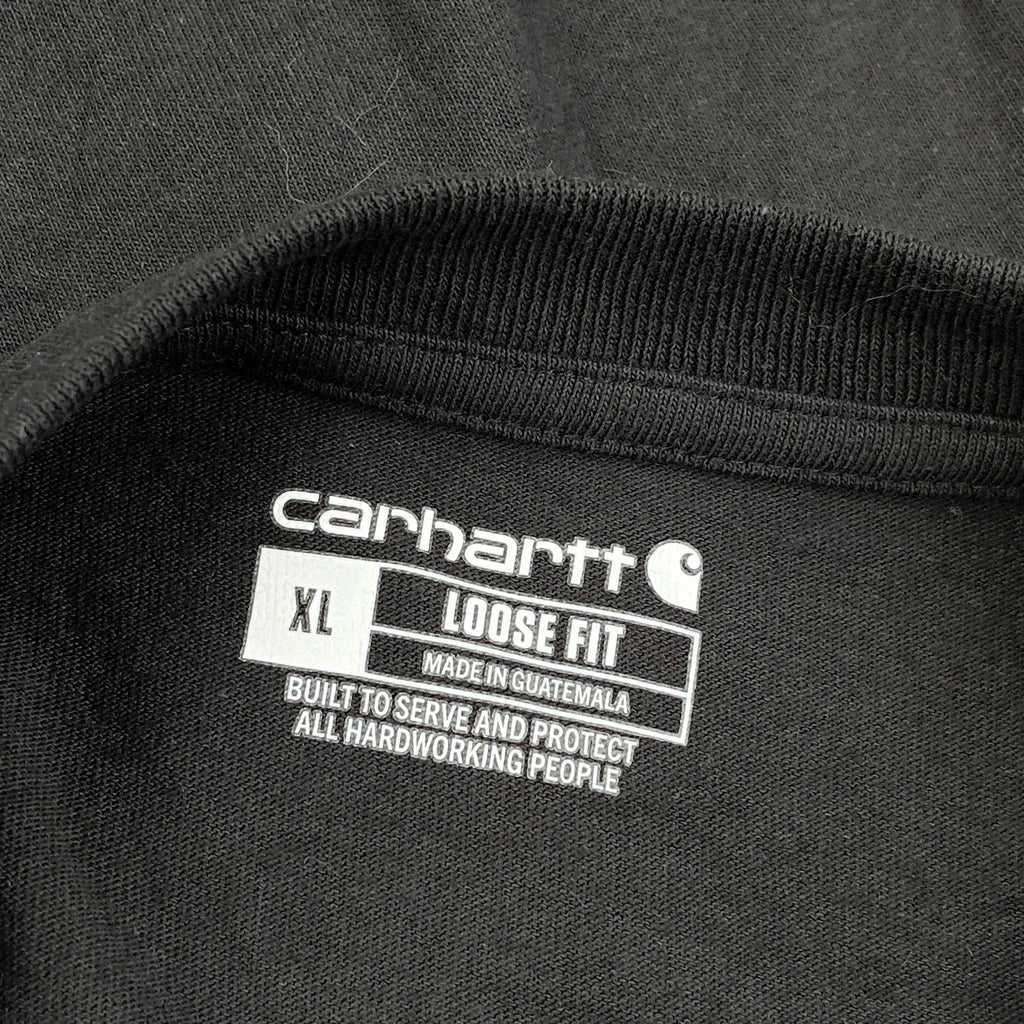 carhartt
XL
LOOSE FIT
MADE IN GUATEMALA
BUILT TO SERVE AND PROTECT
ALL HARDWORKING PEOPLE